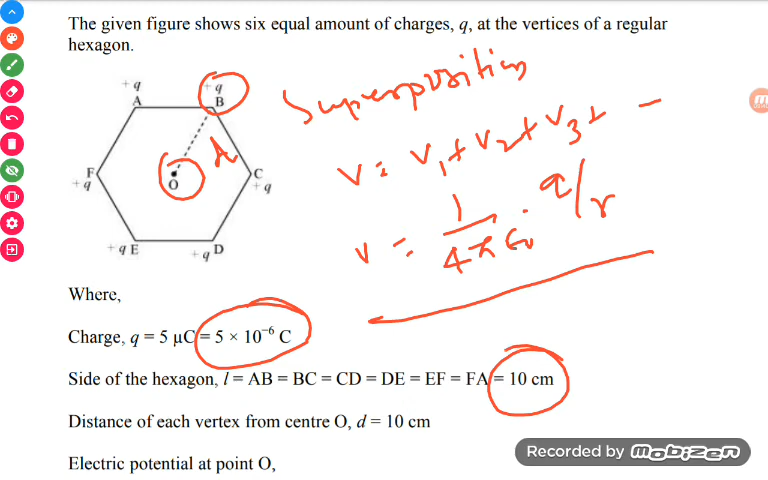 The given figure shows six equal amount of charges, q, at the vertices of a regular
hexagon.
+q +q
A B
Superposition
V = V₁ + V₂ + V₃ + –
F O C
+q +q
V = 1/4πε₀ · q/r
+q E +q D
Where,
Charge, q = 5 µC = 5 × 10⁻⁶ C
Side of the hexagon, l = AB = BC = CD = DE = EF = FA = 10 cm
Distance of each vertex from centre O, d = 10 cm
Recorded by MOBIZEN
Electric potential at point O,